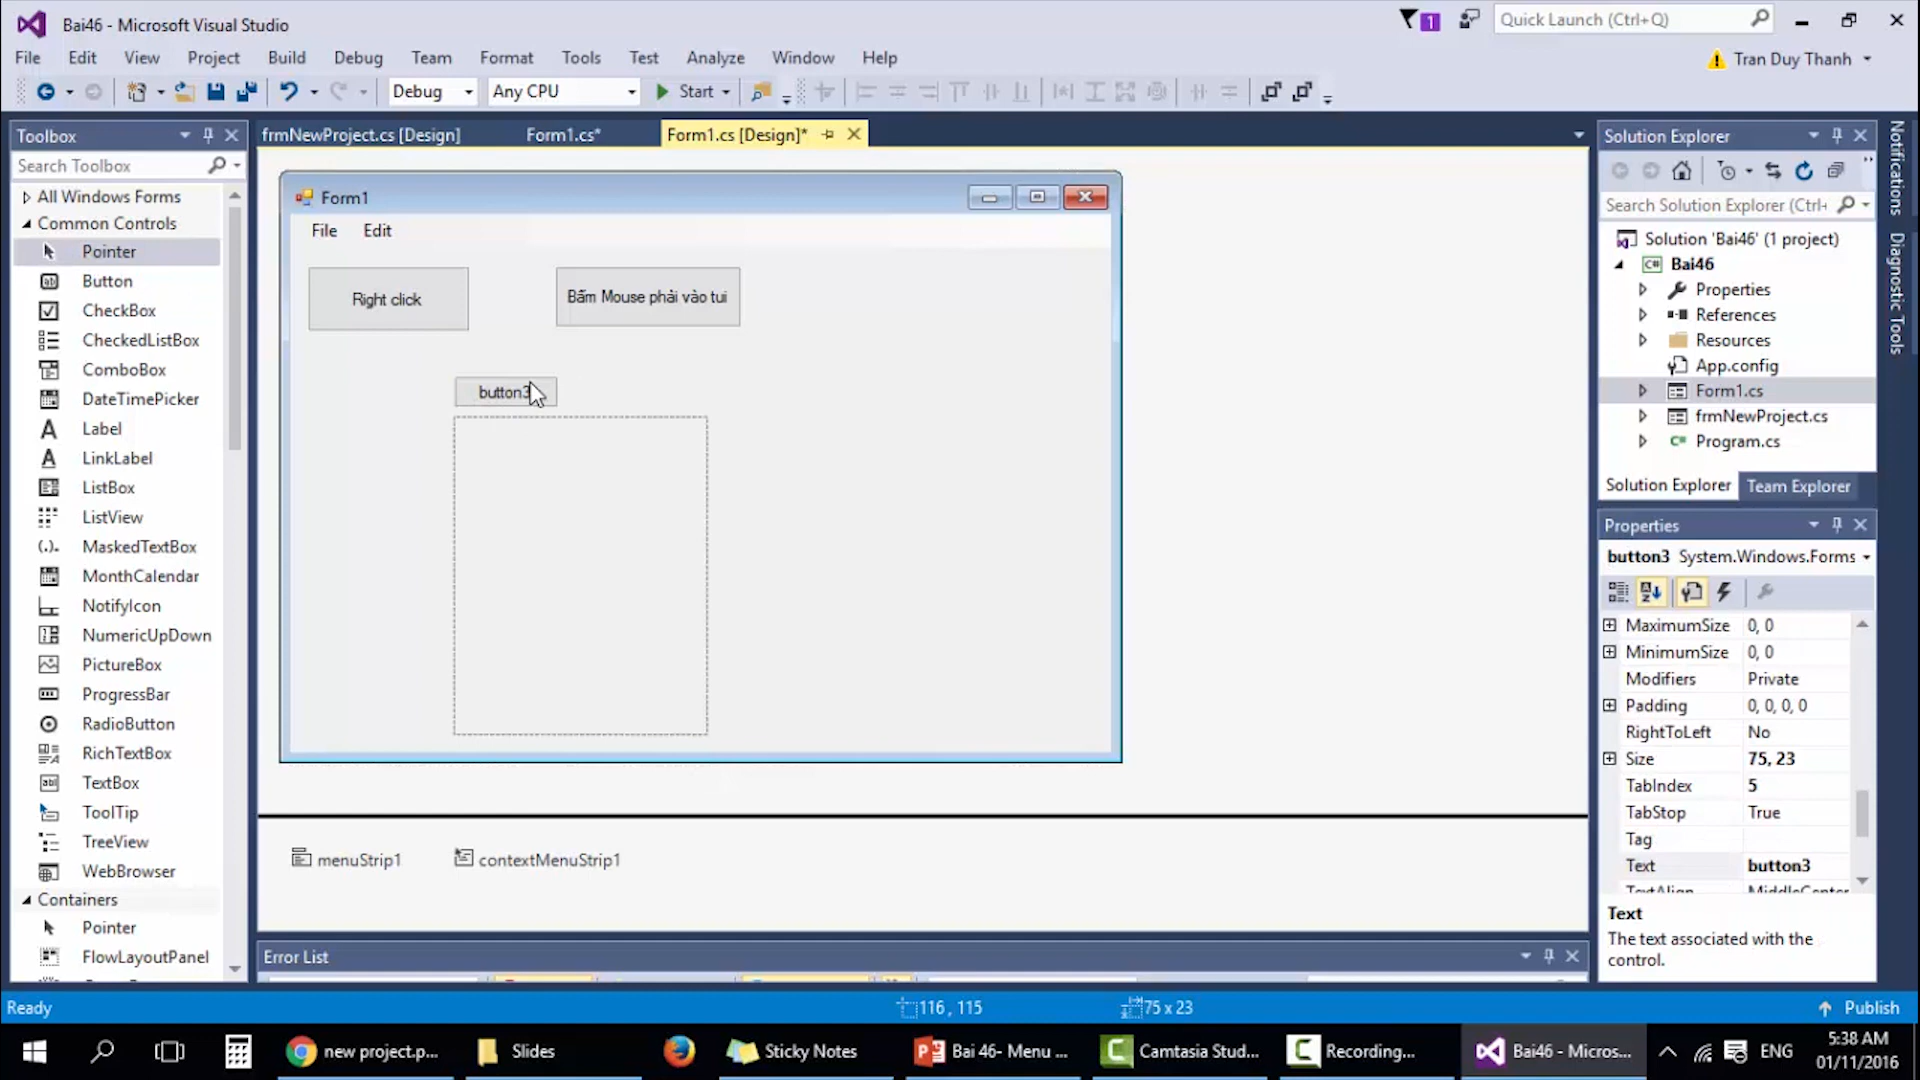 Bai46 - Microsoft Visual Studio
1
Quick Launch (Ctrl+Q)
File Edit View Project Build Debug Team Format Tools Test Analyze Window Help
Tran Duy Thanh
Debug Any CPU Start
Toolbox
Search Toolbox
All Windows Forms
Common Controls
Pointer
Button
CheckBox
CheckedListBox
ComboBox
DateTimePicker
Label
LinkLabel
ListBox
ListView
MaskedTextBox
MonthCalendar
NotifyIcon
NumericUpDown
PictureBox
ProgressBar
RadioButton
RichTextBox
TextBox
ToolTip
TreeView
WebBrowser
Containers
Pointer
FlowLayoutPanel
frmNewProject.cs [Design] Form1.cs* Form1.cs [Design]*
Form1
File Edit
Right click
Bấm Mouse phải vào tui
button3
menuStrip1 contextMenuStrip1
Error List
Solution Explorer
Search Solution Explorer (Ctrl+
Solution 'Bai46' (1 project)
Bai46
Properties
References
Resources
App.config
Form1.cs
frmNewProject.cs
Program.cs
Solution Explorer Team Explorer
Properties
button3 System.Windows.Forms
MaximumSize 0, 0
MinimumSize 0, 0
Modifiers Private
Padding 0, 0, 0, 0
RightToLeft No
Size 75, 23
TabIndex 5
TabStop True
Tag
Text button3
TextAlign MiddleCenter
Text
The text associated with the
control.
Notifications
Diagnostic Tools
Ready 116 , 115 75 x 23 Publish
new project.p...
Slides
Sticky Notes
Bai 46- Menu ...
Camtasia Stud...
Recording...
Bai46 - Micros...
ENG
5:38 AM
01/11/2016